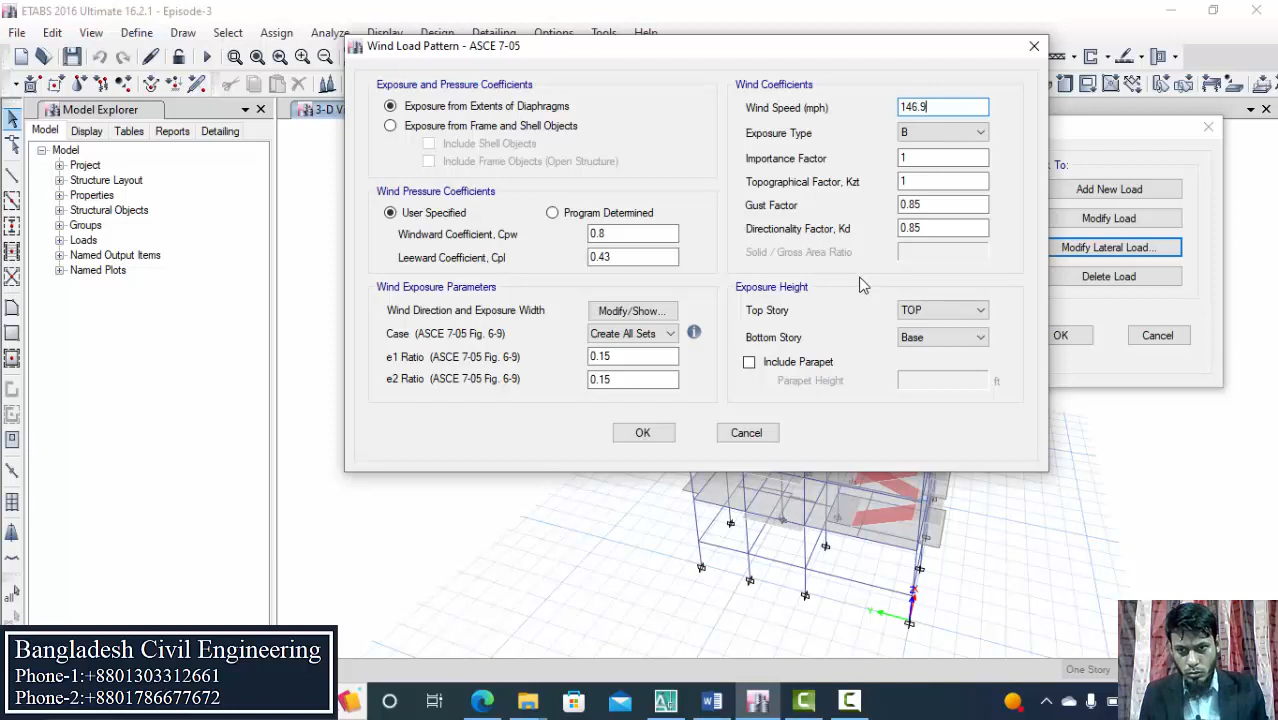 ETABS 2016 Ultimate 16.2.1 - Episode-3
File Edit View Define Draw Select Assign Analyze Display Design Detailing Options Tools Help
Model Explorer
3-D Vi
Model Display Tables Reports Detailing
Model
Project
Structure Layout
Properties
Structural Objects
Groups
Loads
Named Output Items
Named Plots
Wind Load Pattern - ASCE 7-05
Exposure and Pressure Coefficients
Exposure from Extents of Diaphragms
Exposure from Frame and Shell Objects
Include Shell Objects
Include Frame Objects (Open Structure)
Wind Pressure Coefficients
User Specified Program Determined
Windward Coefficient, Cpw 0.8
Leeward Coefficient, Cpl 0.43
Wind Exposure Parameters
Wind Direction and Exposure Width Modify/Show...
Case (ASCE 7-05 Fig. 6-9) Create All Sets
e1 Ratio (ASCE 7-05 Fig. 6-9) 0.15
e2 Ratio (ASCE 7-05 Fig. 6-9) 0.15
Wind Coefficients
Wind Speed (mph) 146.9
Exposure Type B
Importance Factor 1
Topographical Factor, Kzt 1
Gust Factor 0.85
Directionality Factor, Kd 0.85
Solid / Gross Area Ratio
Exposure Height
Top Story TOP
Bottom Story Base
Include Parapet
Parapet Height ft
OK Cancel
To:
Add New Load
Modify Load
Modify Lateral Load...
Delete Load
OK Cancel
One Story
Bangladesh Civil Engineering
Phone-1:+8801303312661
Phone-2:+8801786677672